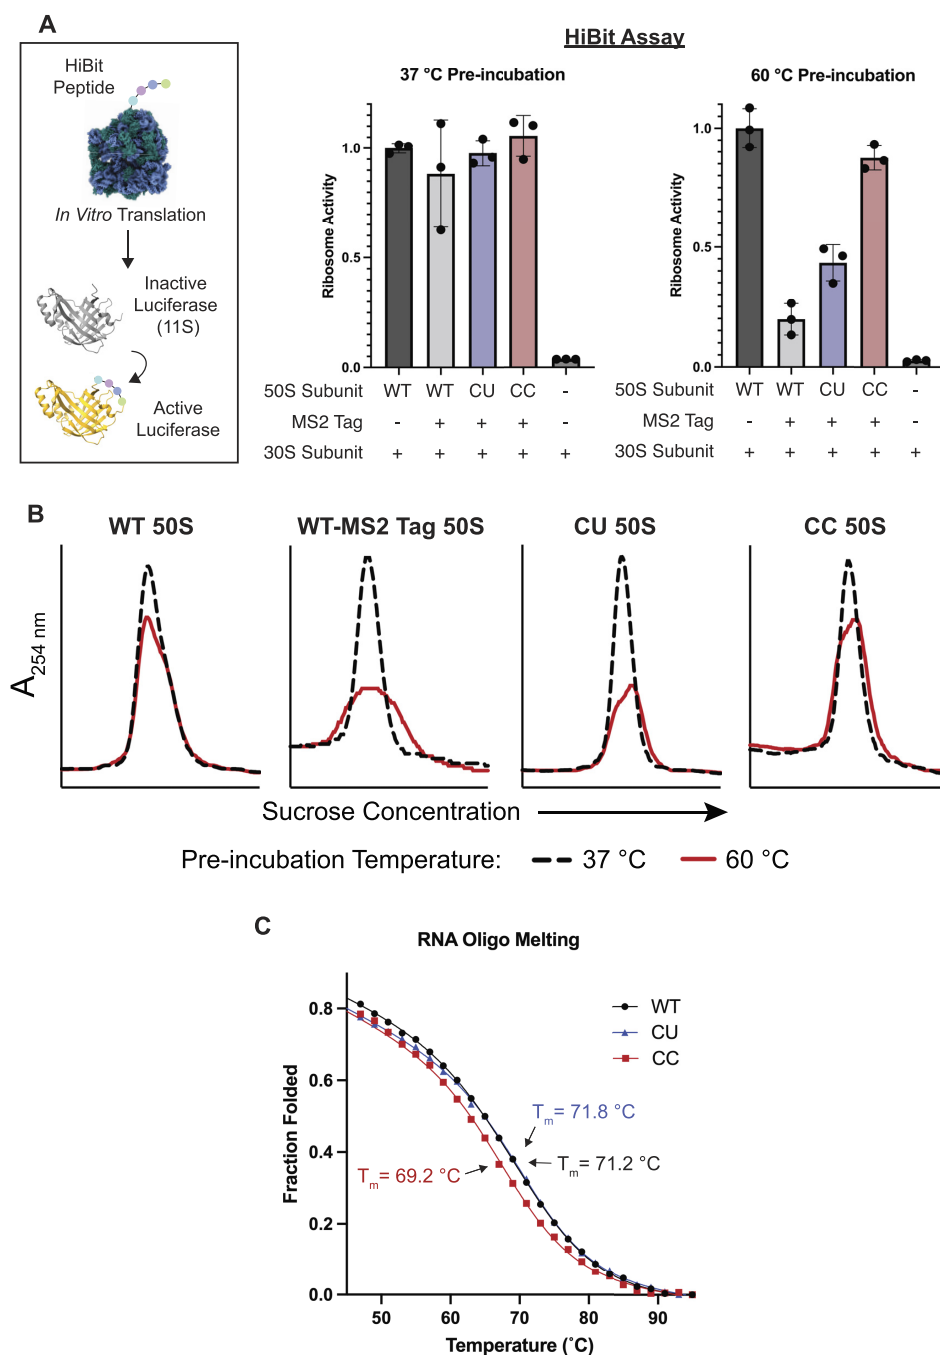 A
HiBit
Peptide
In Vitro Translation
Inactive
Luciferase
(11S)
Active
Luciferase
HiBit Assay
37 °C Pre-incubation
Ribosome Activity
1.0
0.5
0.0
50S Subunit WT WT CU CC -
MS2 Tag - + + +
30S Subunit + + + + +
60 °C Pre-incubation
Ribosome Activity
1.0
0.5
0.0
50S Subunit WT WT CU CC -
MS2 Tag - + + +
30S Subunit + + + + +
B
WT 50S
WT-MS2 Tag 50S
CU 50S
CC 50S
A254 nm
Sucrose Concentration
Pre-incubation Temperature: 37 °C 60 °C
C
RNA Oligo Melting
Fraction Folded
0.8
0.6
0.4
0.2
0.0
WT
CU
CC
Tm= 71.8 °C
Tm= 71.2 °C
Tm= 69.2 °C
50 60 70 80 90
Temperature (˚C)